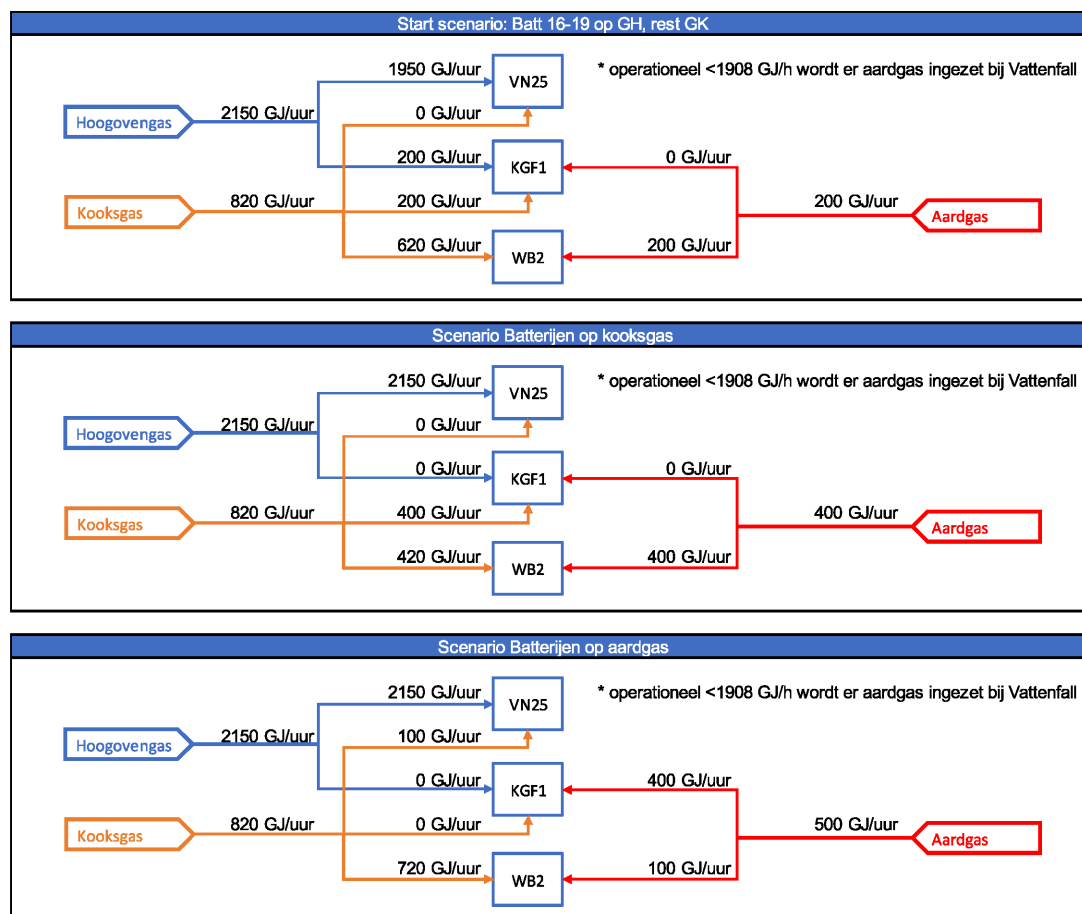 Start scenario: Batt 16-19 op GH, rest GK
1950 GJ/uur
VN25
* operationeel <1908 GJ/h wordt er aardgas ingezet bij Vattenfall
Hoogovengas
2150 GJ/uur
0 GJ/uur
200 GJ/uur
KGF1
0 GJ/uur
Kooksgas
820 GJ/uur
200 GJ/uur
200 GJ/uur
Aardgas
620 GJ/uur
WB2
200 GJ/uur
Scenario Batterijen op kooksgas
2150 GJ/uur
VN25
* operationeel <1908 GJ/h wordt er aardgas ingezet bij Vattenfall
Hoogovengas
2150 GJ/uur
0 GJ/uur
0 GJ/uur
KGF1
0 GJ/uur
Kooksgas
820 GJ/uur
400 GJ/uur
400 GJ/uur
Aardgas
420 GJ/uur
WB2
400 GJ/uur
Scenario Batterijen op aardgas
2150 GJ/uur
VN25
* operationeel <1908 GJ/h wordt er aardgas ingezet bij Vattenfall
Hoogovengas
2150 GJ/uur
100 GJ/uur
0 GJ/uur
KGF1
400 GJ/uur
Kooksgas
820 GJ/uur
0 GJ/uur
500 GJ/uur
Aardgas
720 GJ/uur
WB2
100 GJ/uur